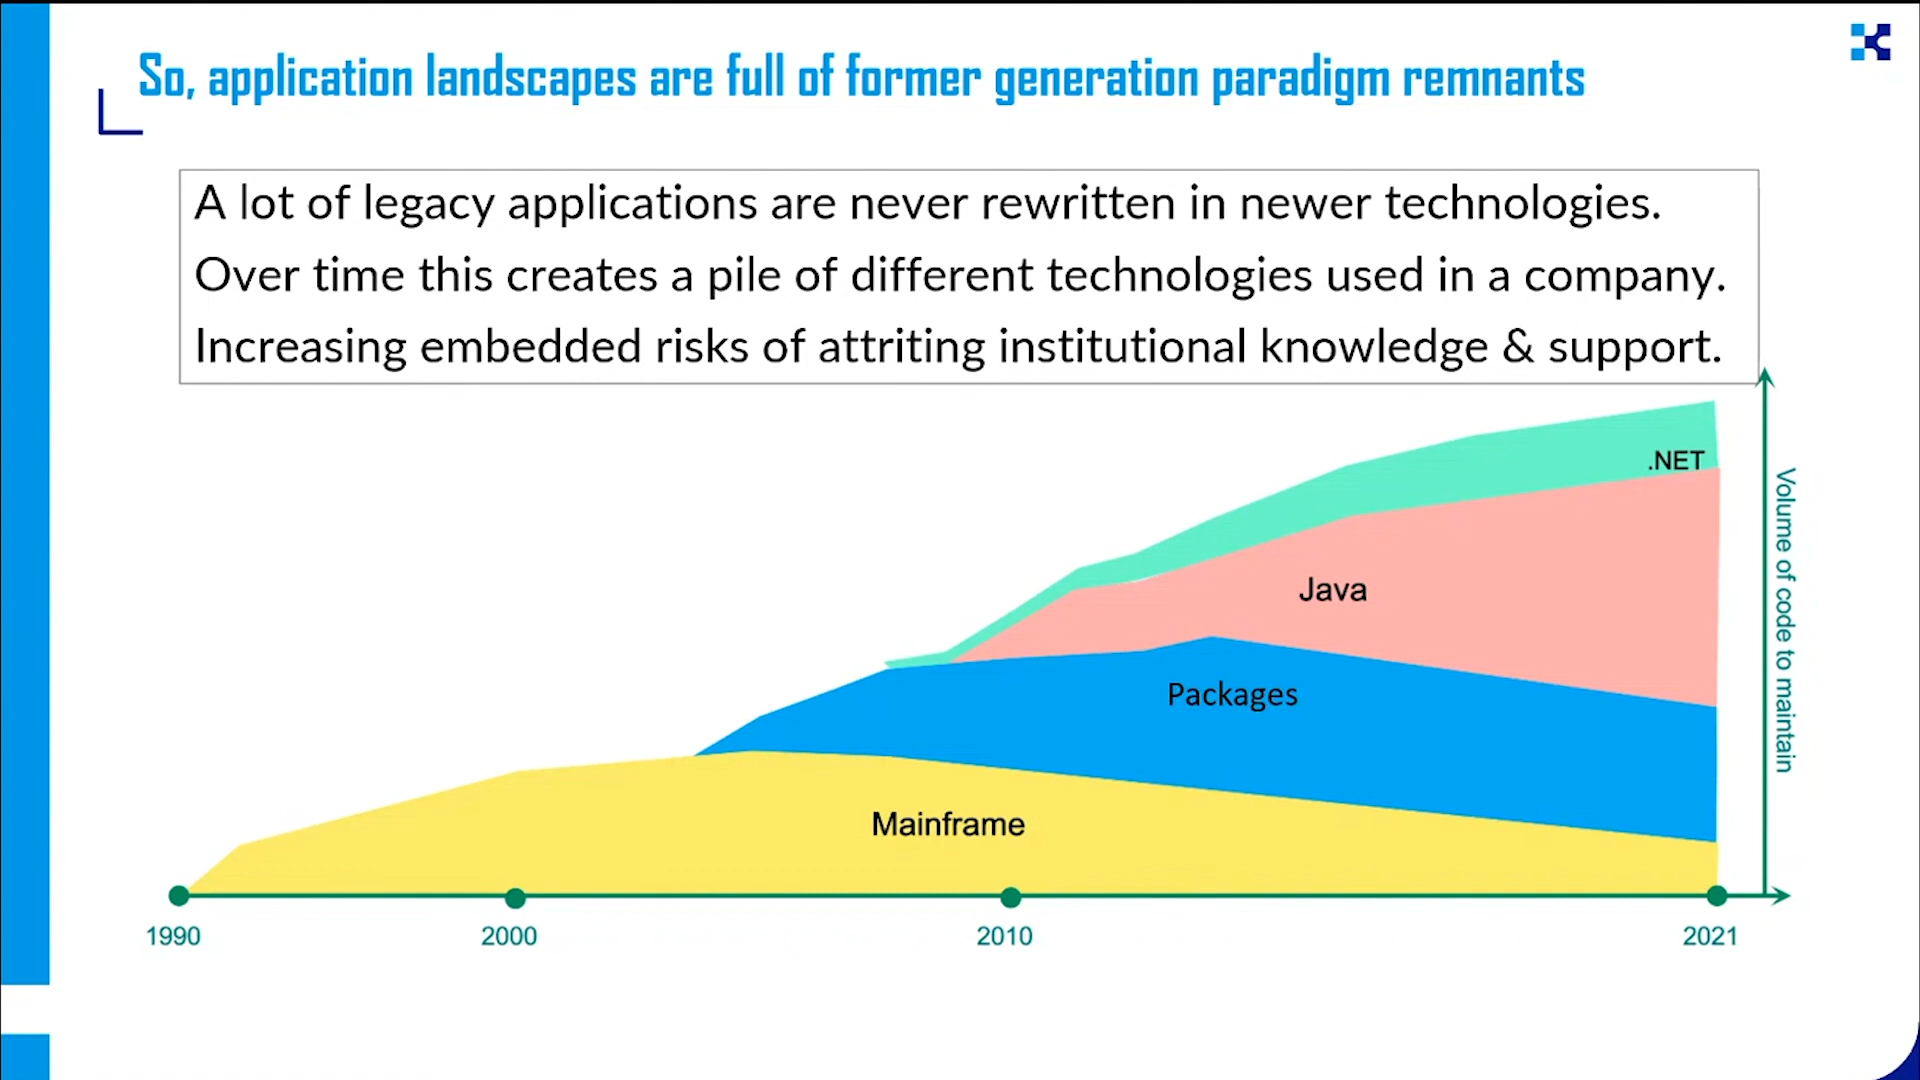 So, application landscapes are full of former generation paradigm remnants
A lot of legacy applications are never rewritten in newer technologies.
Over time this creates a pile of different technologies used in a company.
Increasing embedded risks of attriting institutional knowledge & support.
.NET
Java
Packages
Mainframe
Volume of code to maintain
1990
2000
2010
2021